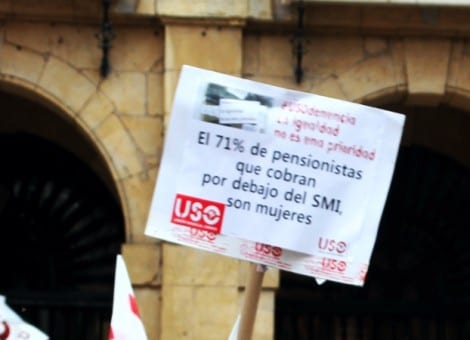 #USOdenuncia
La igualdad
no es una prioridad
El 71% de pensionistas
que cobran
por debajo del SMI,
son mujeres
USO
USO
USO
USO
USO